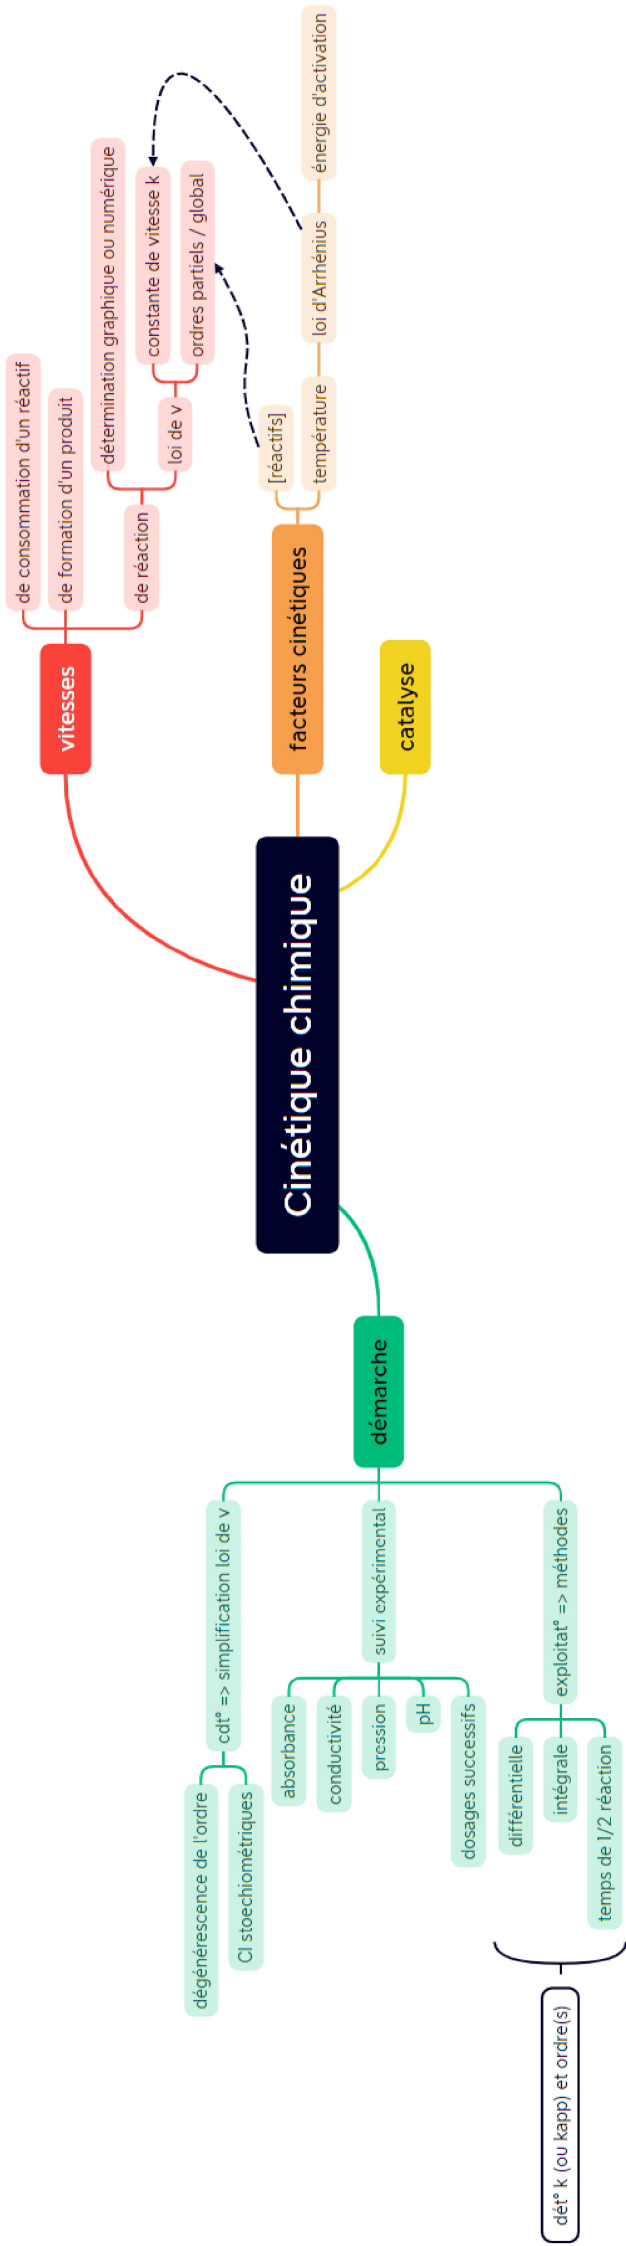 Cinétique chimique
vitesses
de consommation d'un réactif
de formation d'un produit
de réaction
détermination graphique ou numérique
loi de v
constante de vitesse k
ordres partiels / global
facteurs cinétiques
[réactifs]
température
loi d'Arrhénius
énergie d'activation
catalyse
démarche
cdt° => simplification loi de v
dégénérescence de l'ordre
CI stoechiométriques
suivi expérimental
absorbance
conductivité
pression
pH
dosages successifs
exploitat° => méthodes
différentielle
intégrale
temps de 1/2 réaction
dét° k (ou kapp) et ordre(s)